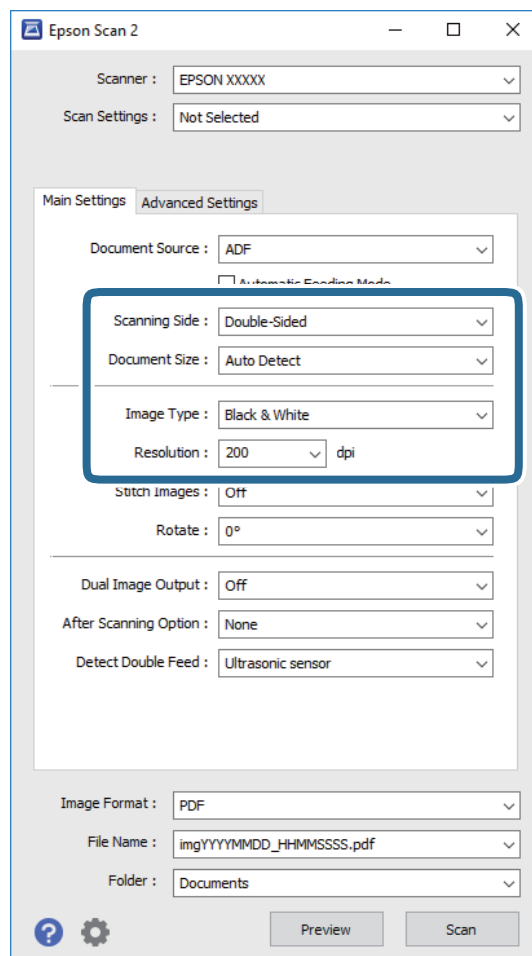 Epson Scan 2
Scanner : EPSON XXXXX
Scan Settings : Not Selected
Main Settings Advanced Settings
Document Source : ADF
Automatic Feeding Mode
Scanning Side : Double-Sided
Document Size : Auto Detect
Image Type : Black & White
Resolution : 200 dpi
Stitch Images : Off
Rotate : 0°
Dual Image Output : Off
After Scanning Option : None
Detect Double Feed : Ultrasonic sensor
Image Format : PDF
File Name : imgYYYYMMDD_HHMMSSSS.pdf
Folder : Documents
? Preview Scan